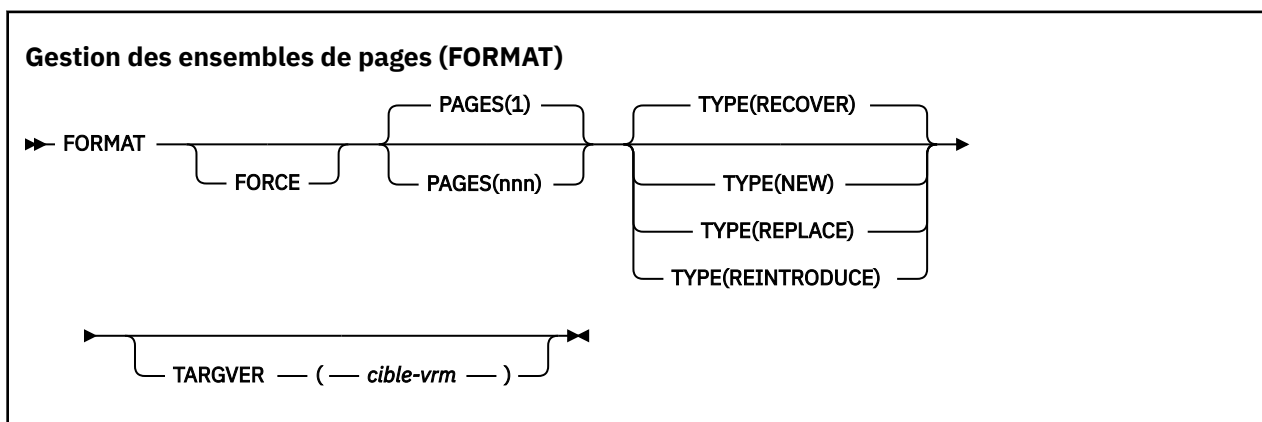 Gestion des ensembles de pages (FORMAT)
PAGES(1) TYPE(RECOVER)
FORMAT
FORCE PAGES(nnn) TYPE(NEW)
TYPE(REPLACE)
TYPE(REINTRODUCE)
TARGVER ( cible-vrm )